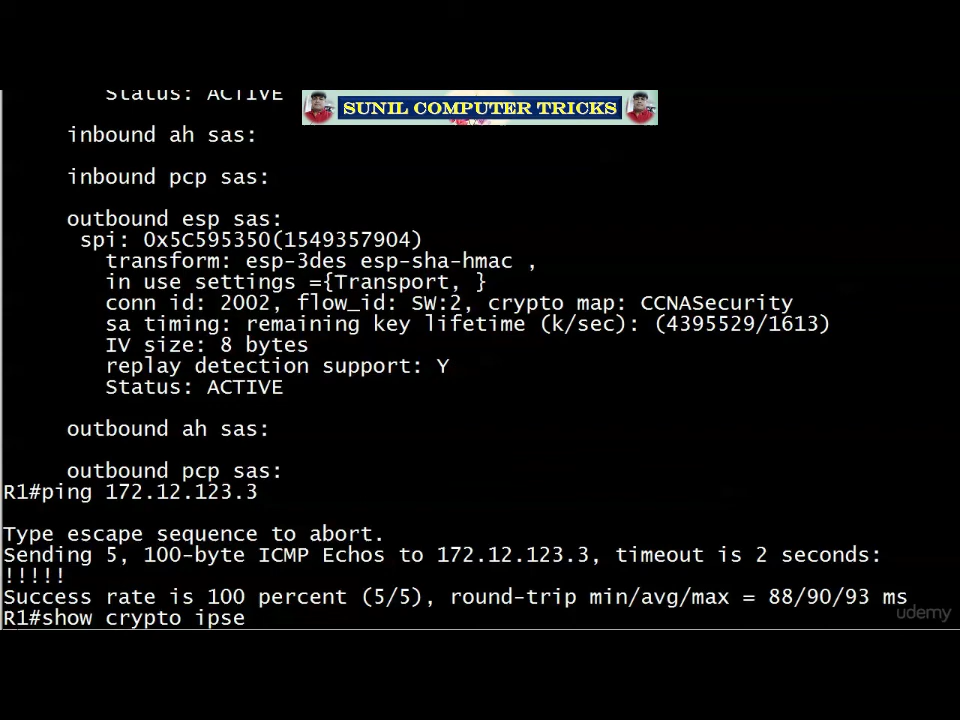 Status: ACTIVE
SUNIL COMPUTER TRICKS
inbound ah sas:
inbound pcp sas:
outbound esp sas:
spi: 0x5C595350(1549357904)
transform: esp-3des esp-sha-hmac ,
in use settings ={Transport, }
conn id: 2002, flow_id: SW:2, crypto map: CCNASecurity
sa timing: remaining key lifetime (k/sec): (4395529/1613)
IV size: 8 bytes
replay detection support: Y
Status: ACTIVE
outbound ah sas:
outbound pcp sas:
R1#ping 172.12.123.3
Type escape sequence to abort.
Sending 5, 100-byte ICMP Echos to 172.12.123.3, timeout is 2 seconds:
!!!!!
Success rate is 100 percent (5/5), round-trip min/avg/max = 88/90/93 ms
R1#show crypto ipse
udemy